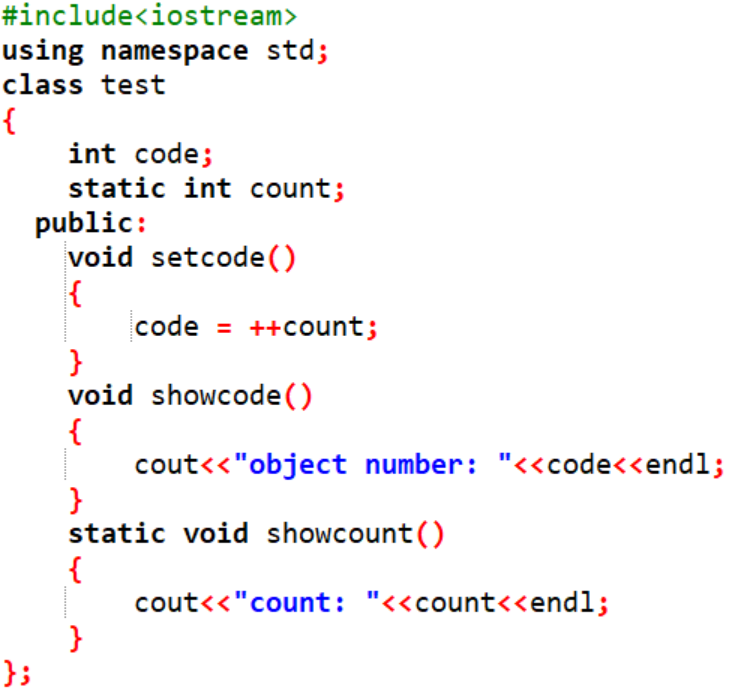 #include<iostream>
using namespace std;
class test
{
    int code;
    static int count;
  public:
    void setcode()
    {
        code = ++count;
    }
    void showcode()
    {
        cout<<"object number: "<<code<<endl;
    }
    static void showcount()
    {
        cout<<"count: "<<count<<endl;
    }
};